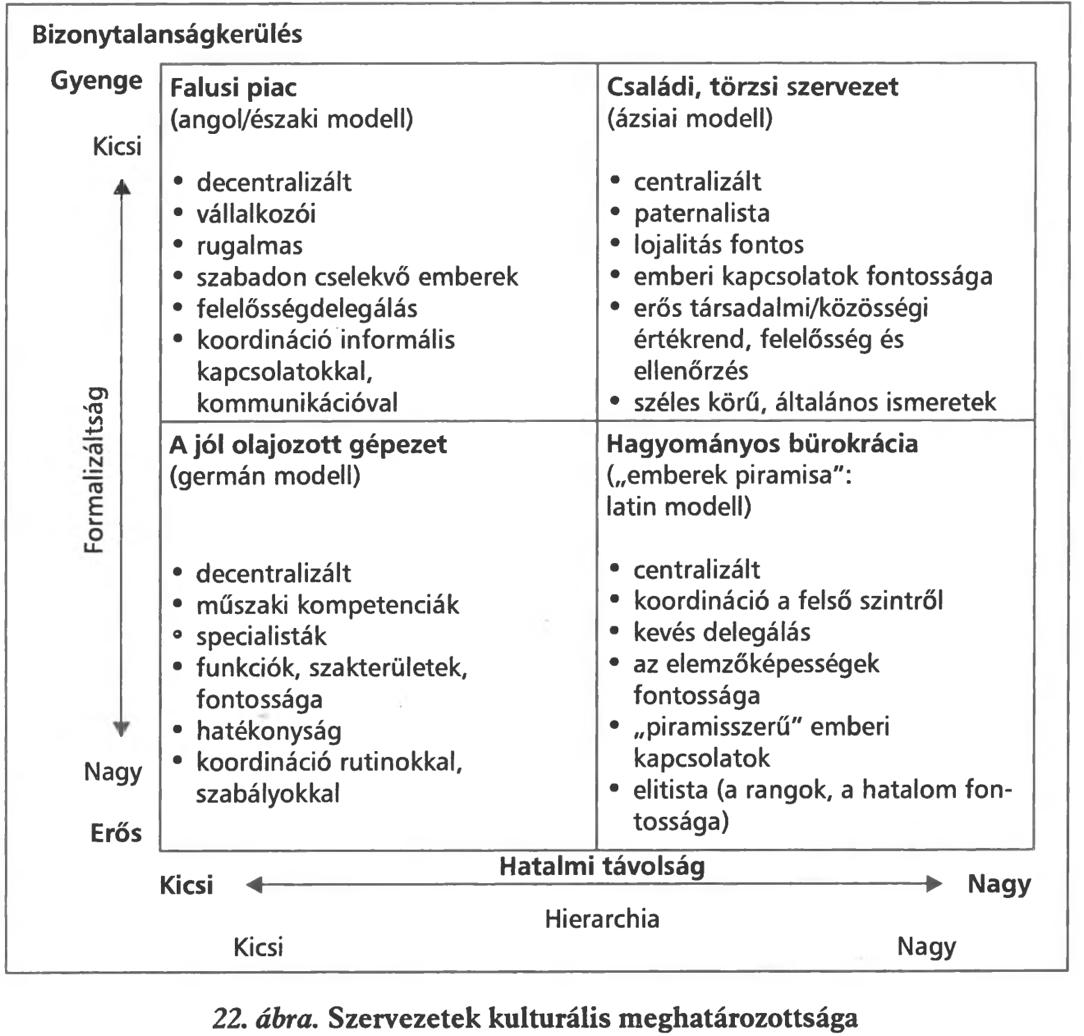 Bizonytalanságkerülés
Gyenge
Kicsi
Formalizáltság
Nagy
Erős
Falusi piac
(angol/északi modell)
• decentralizált
• vállalkozói
• rugalmas
• szabadon cselekvő emberek
• felelősségdelegálás
• koordináció informális
kapcsolatokkal,
kommunikációval
Családi, törzsi szervezet
(ázsiai modell)
• centralizált
• paternalista
• lojalitás fontos
• emberi kapcsolatok fontossága
• erős társadalmi/közösségi
értékrend, felelősség és
ellenőrzés
• széles körű, általános ismeretek
A jól olajozott gépezet
(germán modell)
• decentralizált
• műszaki kompetenciák
• specialisták
• funkciók, szakterületek,
fontossága
• hatékonyság
• koordináció rutinokkal,
szabályokkal
Hagyományos bürokrácia
(„emberek piramisa”:
latin modell)
• centralizált
• koordináció a felső szintről
• kevés delegálás
• az elemzőképességek
fontossága
• „piramisszerű” emberi
kapcsolatok
• elitista (a rangok, a hatalom fon-
tossága)
Hatalmi távolság
Kicsi Nagy
Hierarchia
Kicsi Nagy
22. ábra. Szervezetek kulturális meghatározottsága